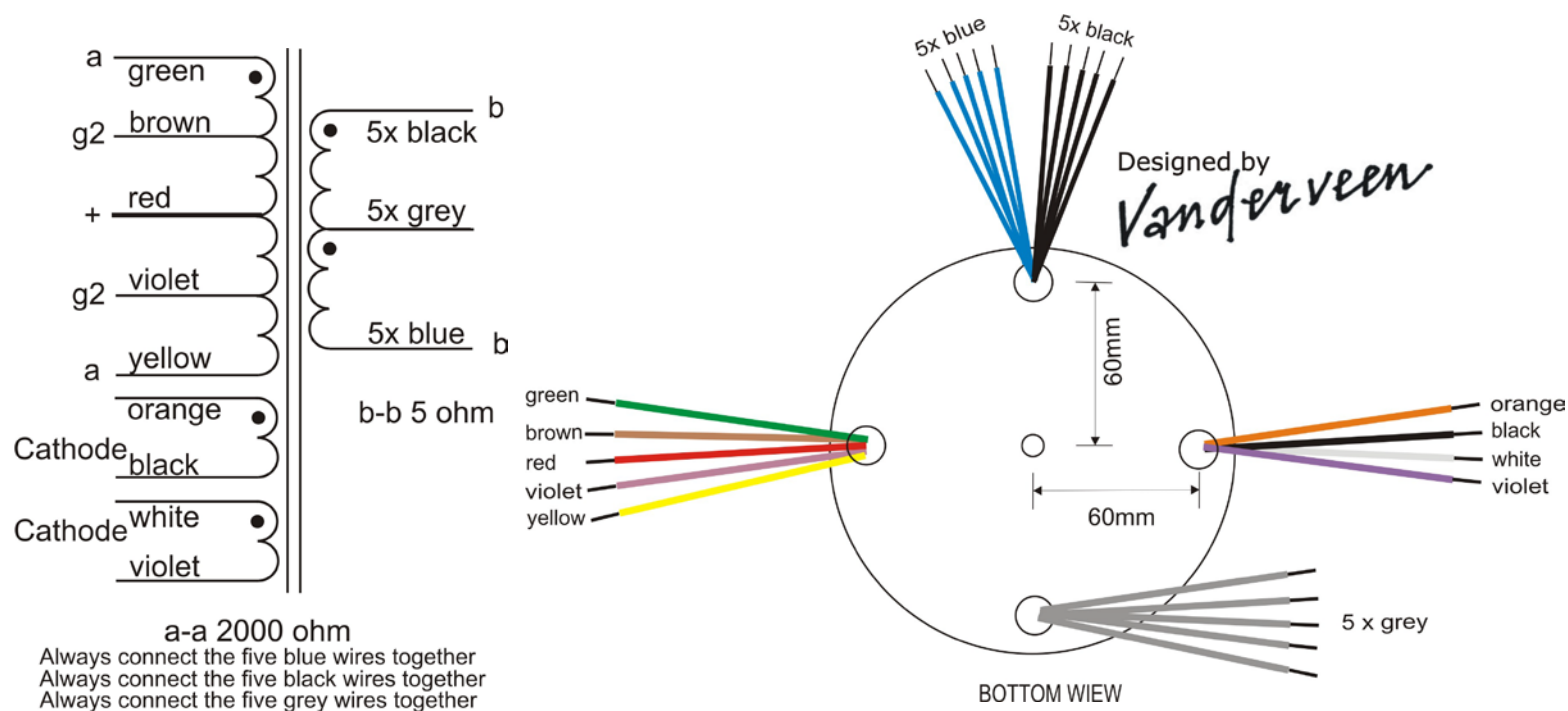 a
green
g2
brown
+
red
g2
violet
a
yellow
orange
Cathode
black
white
Cathode
violet
b
5x black
5x grey
5x blue
b
b-b 5 ohm
a-a 2000 ohm
Always connect the five blue wires together
Always connect the five black wires together
Always connect the five grey wires together
5x blue
5x black
Designed by
Vanderveen
60mm
60mm
green
brown
red
violet
yellow
orange
black
white
violet
5 x grey
BOTTOM WIEW